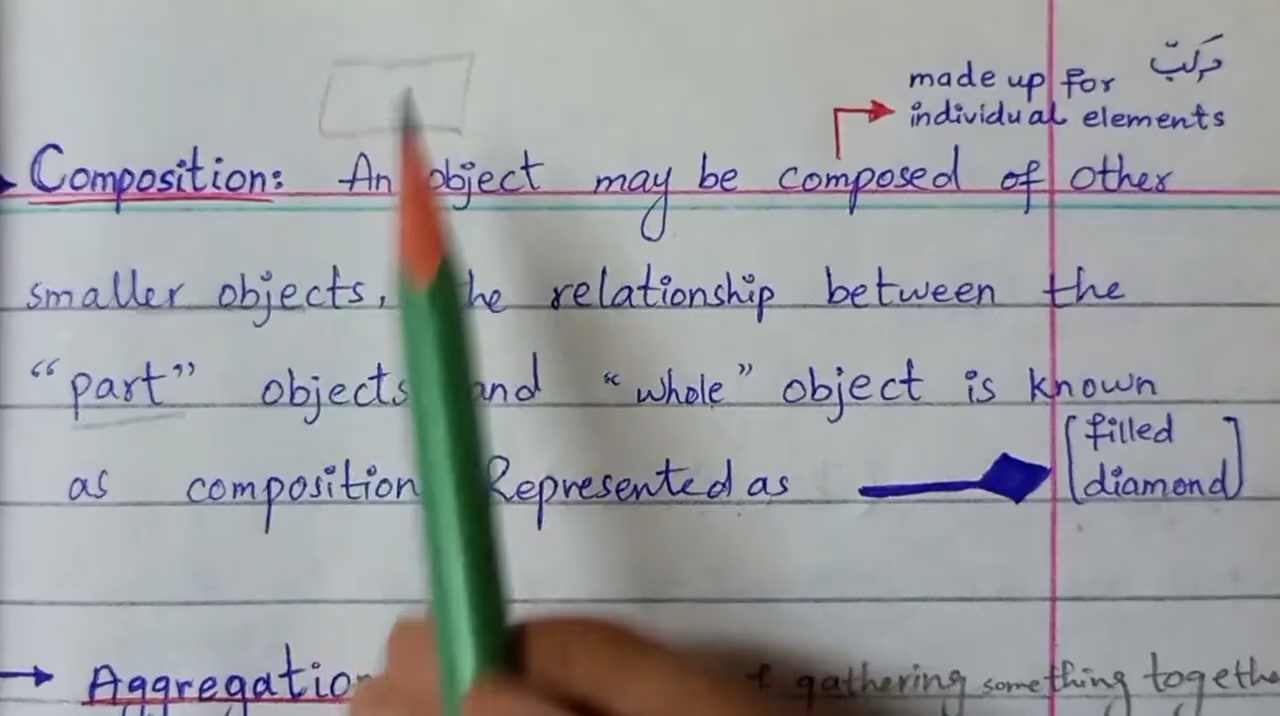 made up for مرکبّ
individual elements
Composition: An object may be composed of other
smaller objects, he relationship between the
“part” objects and “whole” object is known
as composition Represented as [filled diamond]
→ Aggregatio gathering something togethe